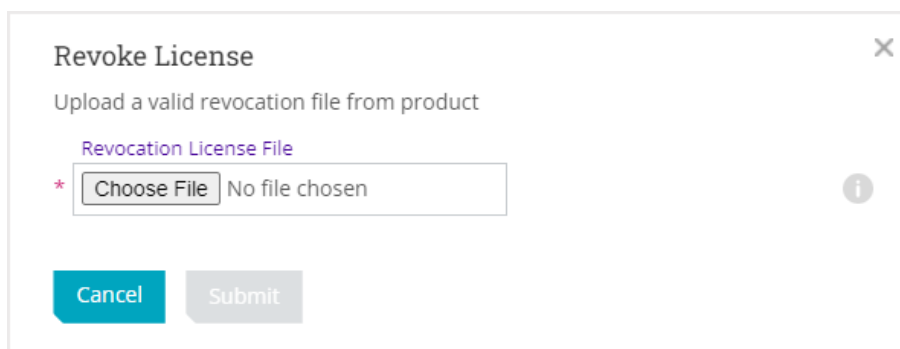 Revoke License
Upload a valid revocation file from product
Revocation License File
* Choose File No file chosen
Cancel Submit